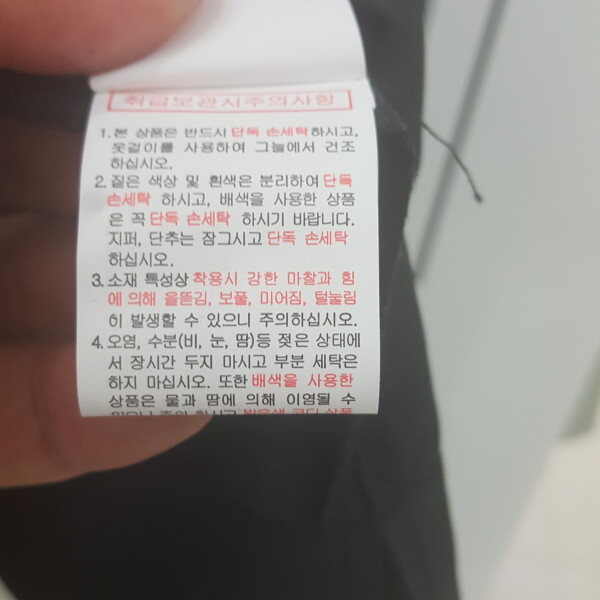 취급보관시주의사항
1. 본 상품은 반드시 단독 손세탁하시고,
옷걸이를 사용하여 그늘에서 건조
하십시오.
2. 짙은 색상 및 흰색은 분리하여 단독
손세탁 하시고, 배색을 사용한 상품
은 꼭 단독 손세탁 하시기 바랍니다.
지퍼, 단추는 잠그시고 단독 손세탁
하십시오.
3. 소재 특성상 착용시 강한 마찰과 힘
에 의해 올뜯김, 보풀, 미어짐, 털눌림
이 발생할 수 있으니 주의하십시오.
4. 오염, 수분(비, 눈, 땀)등 젖은 상태에
서 장시간 두지 마시고 부분 세탁은
하지 마십시오. 또한 배색을 사용한
상품은 물과 땀에 의해 이염될 수